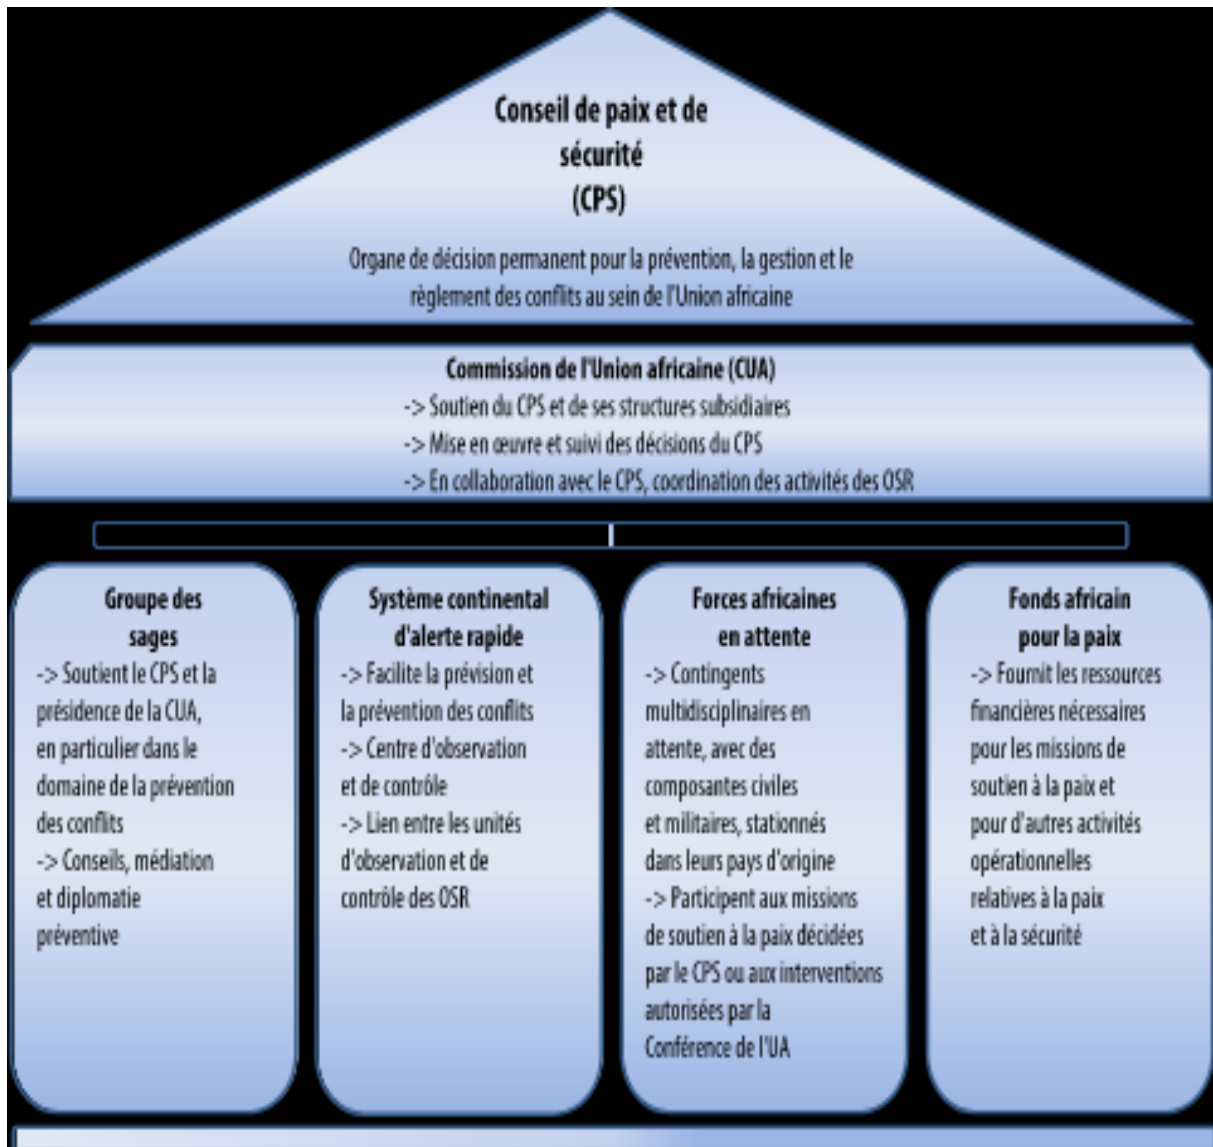 Conseil de paix et de
sécurité
(CPS)
Organe de décision permanent pour la prévention, la gestion et le
règlement des conflits au sein de l'Union africaine
Commission de l'Union africaine (CUA)
-> Soutien du CPS et de ses structures subsidiaires
-> Mise en œuvre et suivi des décisions du CPS
-> En collaboration avec le CPS, coordination des activités des OSR
Groupe des
sages
-> Soutient le CPS et la
présidence de la CUA,
en particulier dans le
domaine de la prévention
des conflits
-> Conseils, médiation
et diplomatie
préventive
Système continental
d'alerte rapide
-> Facilite la prévision et
la prévention des conflits
-> Centre d'observation
et de contrôle
-> Lien entre les unités
d'observation et de
contrôle des OSR
Forces africaines
en attente
-> Contingents
multidisciplinaires en
attente, avec des
composantes civiles
et militaires, stationnés
dans leurs pays d'origine
-> Participent aux missions
de soutien à la paix décidées
par le CPS ou aux interventions
autorisées par la
Conférence de l'UA
Fonds africain
pour la paix
-> Fournit les ressources
financières nécessaires
pour les missions de
soutien à la paix et
pour d'autres activités
opérationnelles
relatives à la paix
et à la sécurité